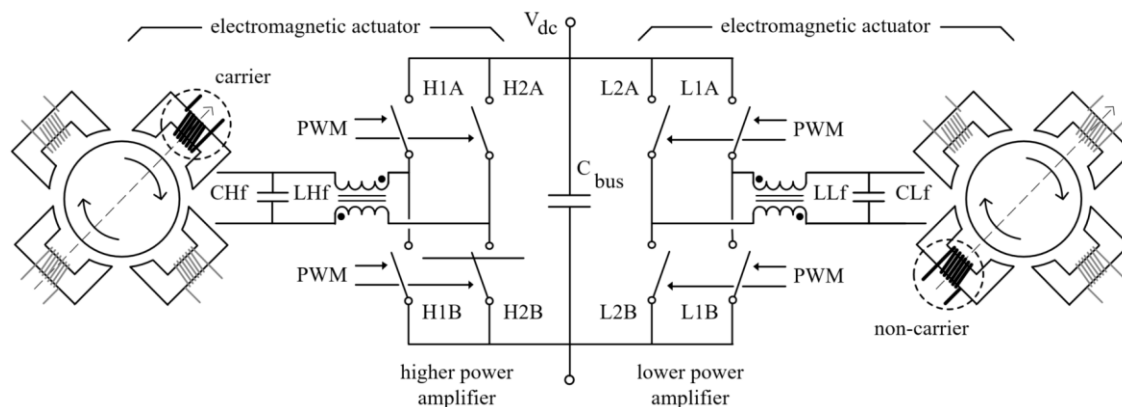 electromagnetic actuator
V dc
electromagnetic actuator
carrier
H1A
H2A
L2A
L1A
PWM
PWM
C bus
CHf
LHf
LLf
CLf
PWM
PWM
H1B
H2B
L2B
L1B
non-carrier
higher power
amplifier
lower power
amplifier